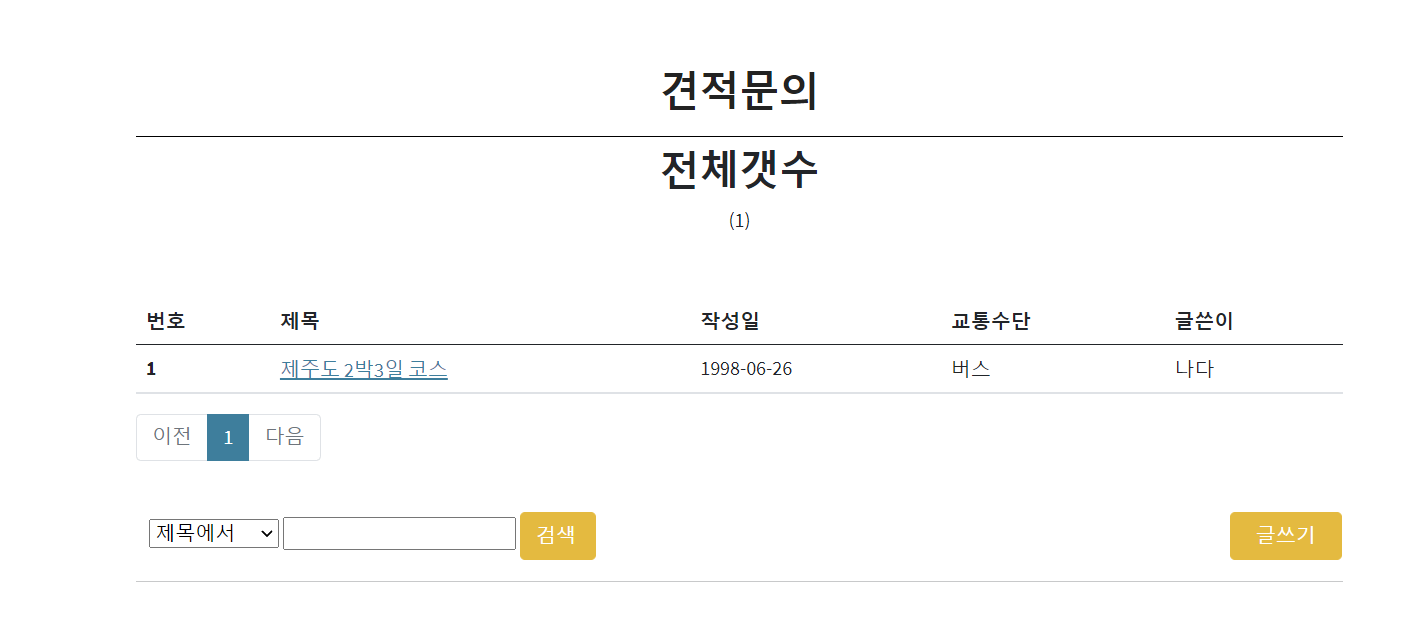 견적문의
전체갯수
(1)
번호 제목 작성일 교통수단 글쓴이
1 제주도 2박3일 코스 1998-06-26 버스 나다
이전 1 다음
제목에서 검색 글쓰기